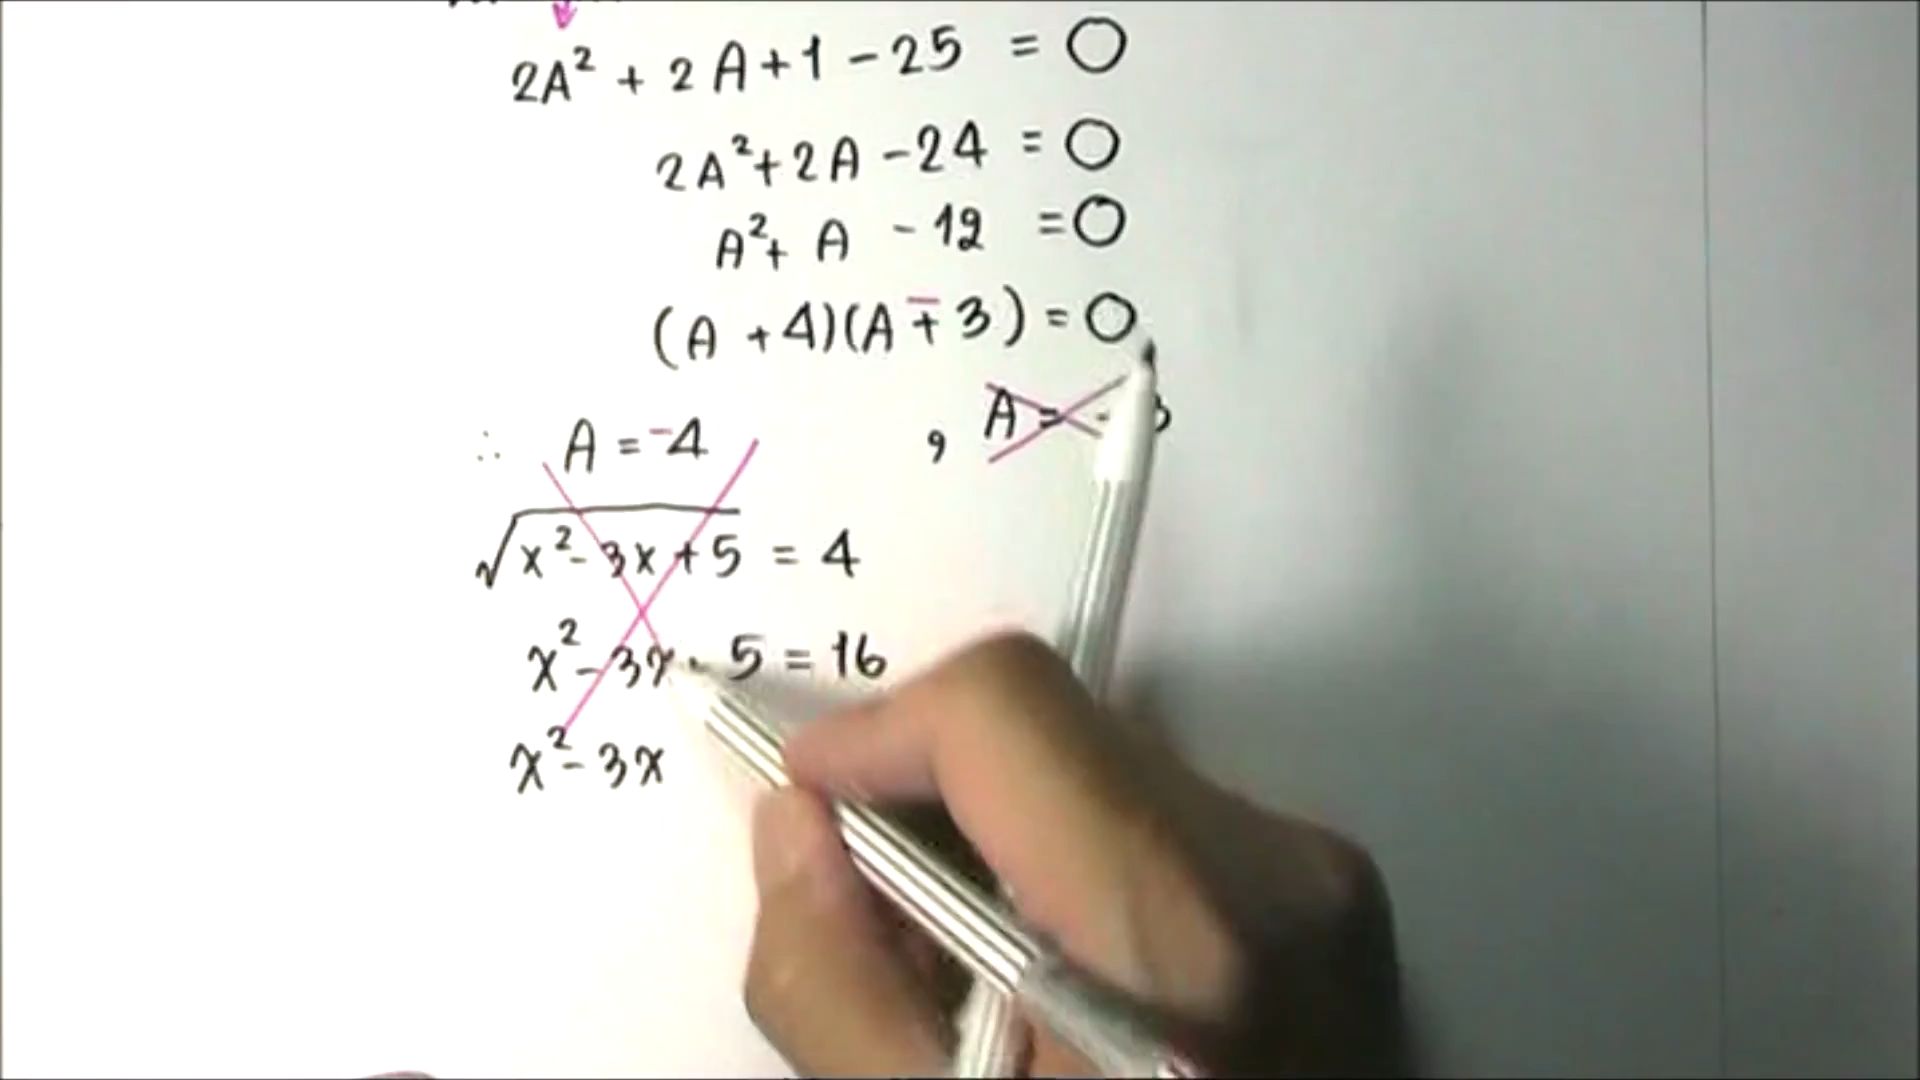 2A² + 2A + 1 - 25 = 0
2A² + 2A - 24 = 0
A² + A - 12 = 0
(A + 4)(A ∓ 3) = 0
∴ A = -4 , A = -3
√(x² - 3x + 5) = 4
x² - 3x 5 = 16
x² - 3x